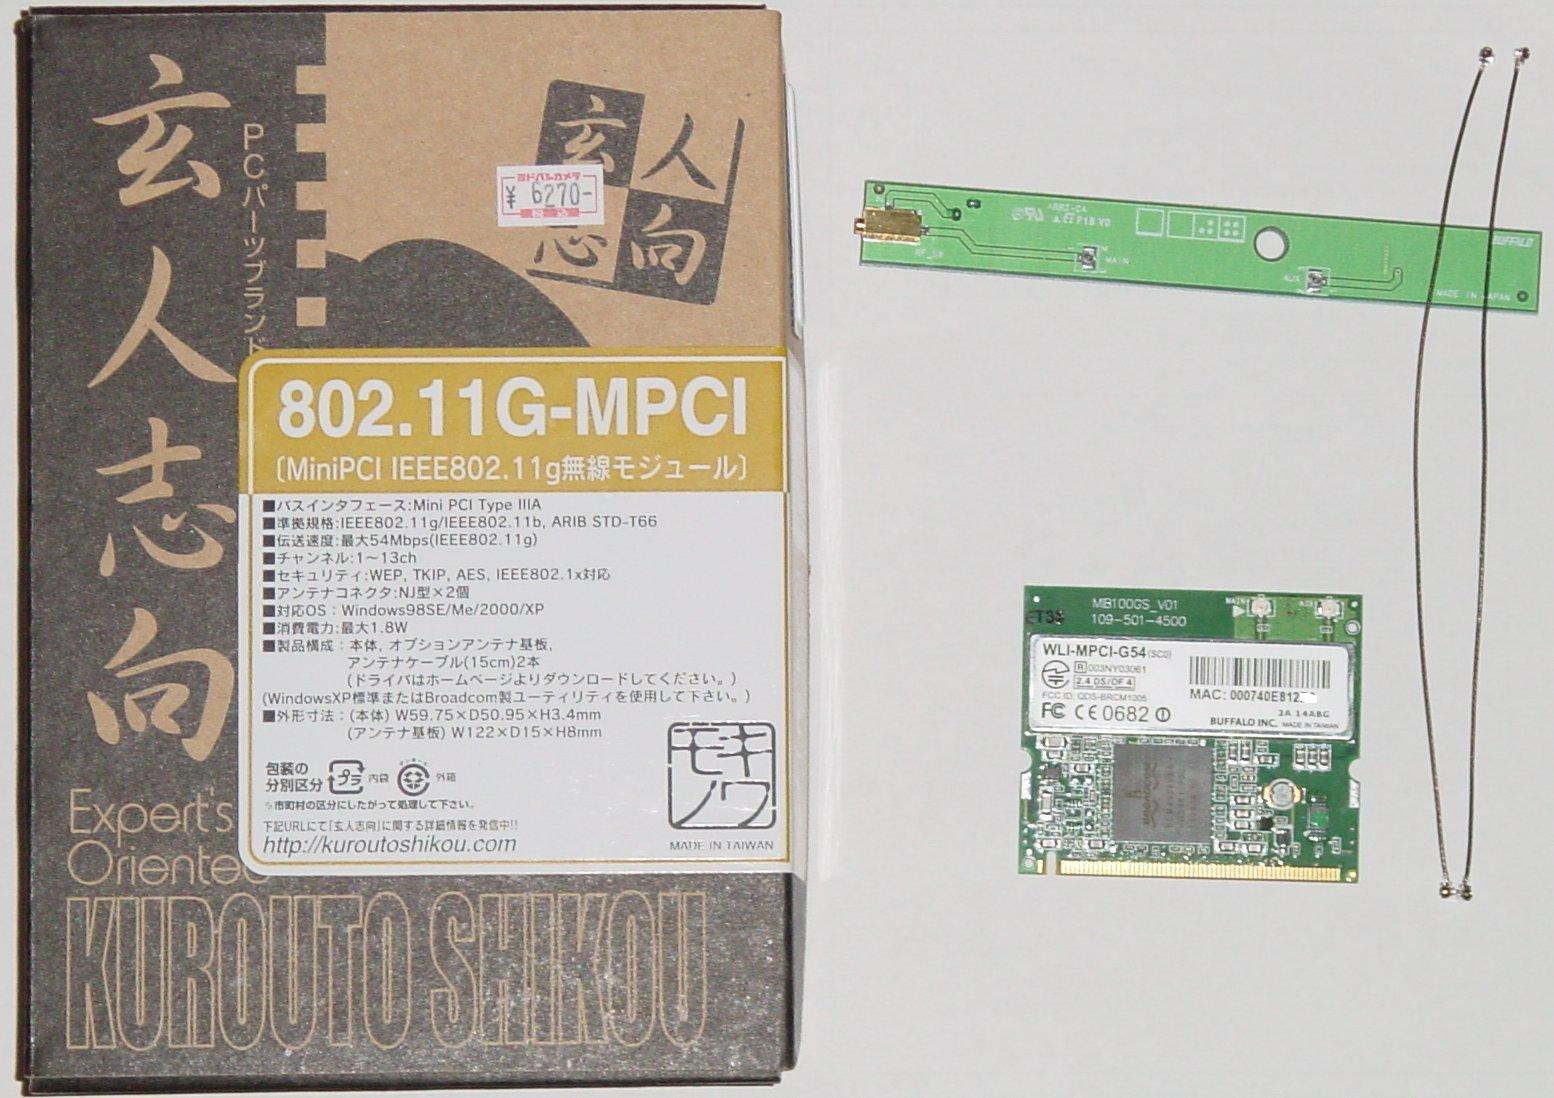 玄人志向
PCパーツブランド
玄人
志向
ヨドバシカメラ
¥ 6270-
802.11G-MPCI
〔MiniPCI IEEE802.11g無線モジュール〕
■バスインタフェース:Mini PCI Type IIIA
■準拠規格:IEEE802.11g/IEEE802.11b, ARIB STD-T66
■伝送速度:最大54Mbps(IEEE802.11g)
■チャンネル:1～13ch
■セキュリティ:WEP, TKIP, AES, IEEE802.1x対応
■アンテナコネクタ:NJ型×2個
■対応OS：Windows98SE/Me/2000/XP
■消費電力:最大1.8W
■製品構成：本体, オプションアンテナ基板,
アンテナケーブル(15cm)2本
(ドライバはホームページよりダウンロードしてください。)
(WindowsXP標準またはBroadcom製ユーティリティを使用して下さい。)
■外形寸法：(本体) W59.75×D50.95×H3.4mm
(アンテナ基板) W122×D15×H8mm
包装の
分別区分
プラ
内袋
外箱
※市町村の区分にしたがって処理して下さい。
下記URLにて「玄人志向」に関する詳細情報を発信中!!
http://kuroutoshikou.com
モキ
ノワ
MADE IN TAIWAN
Expert's
Oriented
KUROUTO SHIKOU
MAIN
AUX
BUFFALO
MADE IN JAPAN
MB100GS_V01
109-501-4500
MAIN
WLI-MPCI-G54(SC0)
R 003NY03061
2.4 DS/OF 4
FCC ID: QDS-BRCM1005
FC CE 0682
MAC: 000740E812
2A 14ABG
BUFFALO INC. MADE IN TAIWAN